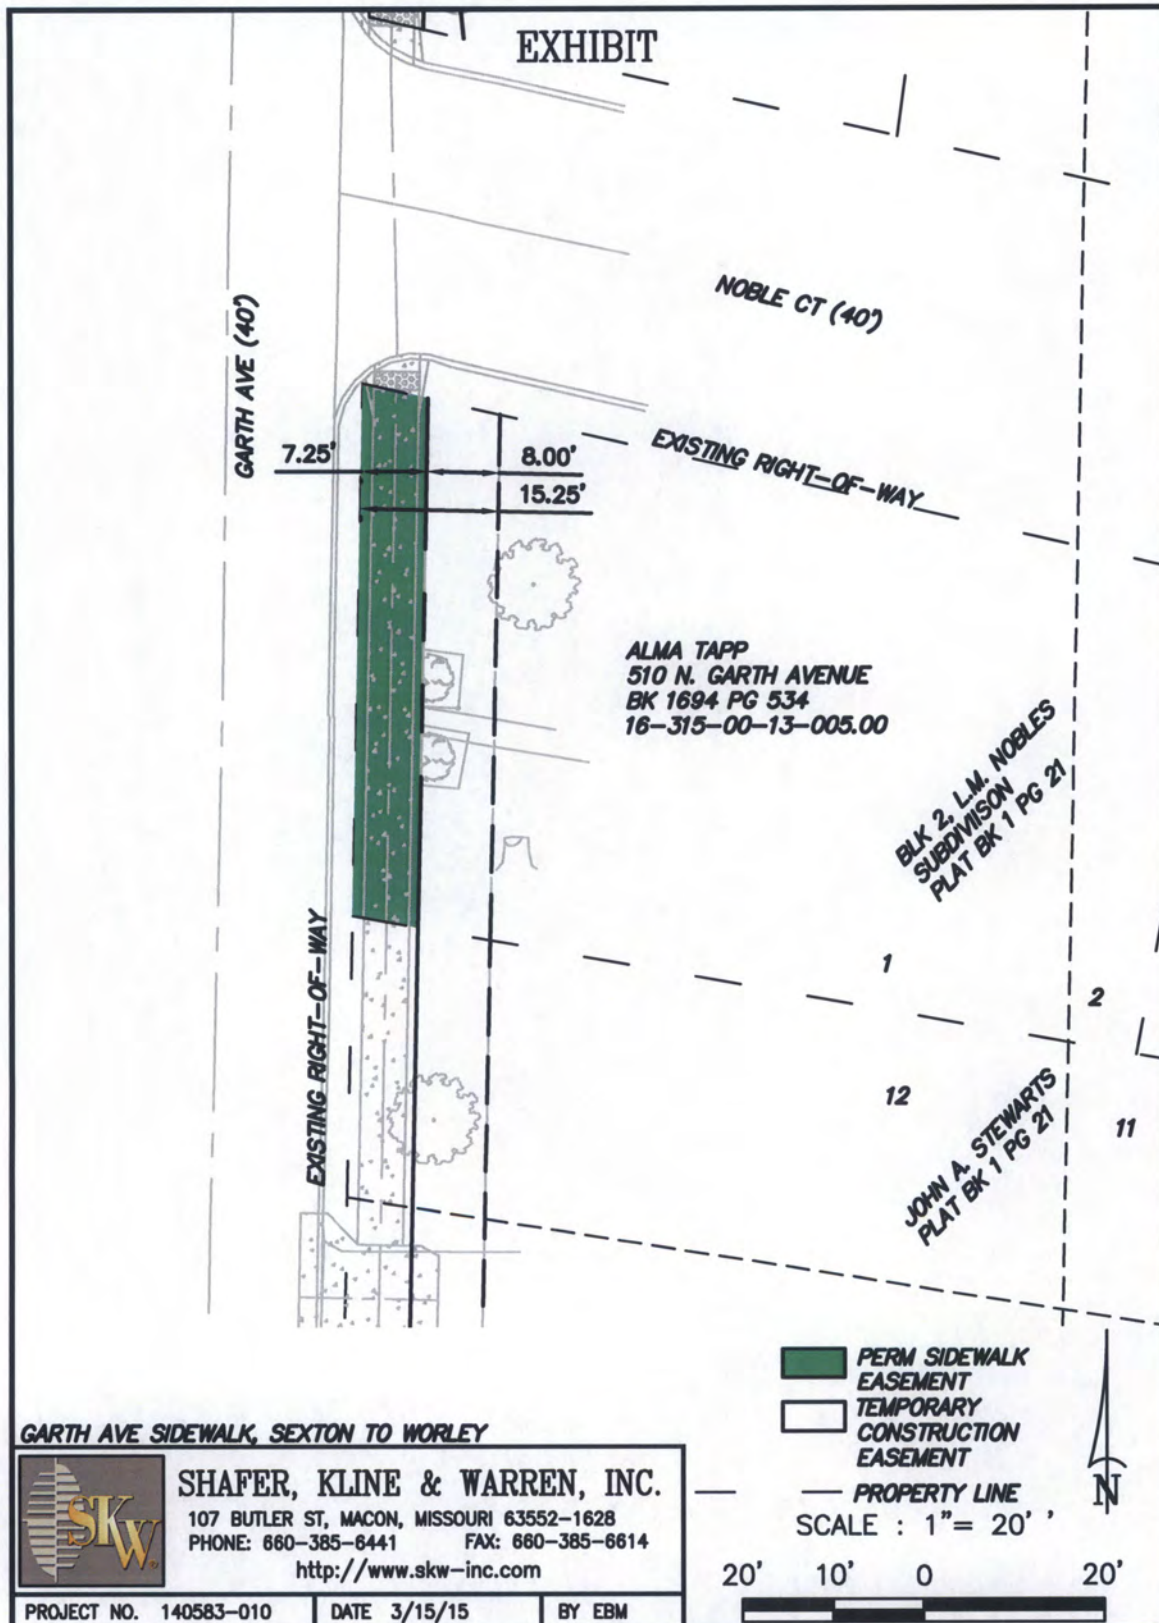 EXHIBIT
NOBLE CT (40')
GARTH AVE (40')
7.25'
8.00'
15.25'
EXISTING RIGHT-OF-WAY
ALMA TAPP
510 N. GARTH AVENUE
BK 1694 PG 534
16-315-00-13-005.00
BLK 2, L.M. NOBLES
SUBDIVIISON
PLAT BK 1 PG 21
EXISTING RIGHT-OF-WAY
1
2
12
11
JOHN A. STEWARTS
PLAT BK 1 PG 21
PERM SIDEWALK
EASEMENT
TEMPORARY
CONSTRUCTION
EASEMENT
PROPERTY LINE
N
SCALE : 1"= 20' '
20' 10' 0 20'
GARTH AVE SIDEWALK, SEXTON TO WORLEY
SKW
SHAFER, KLINE & WARREN, INC.
107 BUTLER ST, MACON, MISSOURI 63552-1628
PHONE: 660-385-6441 FAX: 660-385-6614
http://www.skw-inc.com
PROJECT NO. 140583-010 DATE 3/15/15 BY EBM